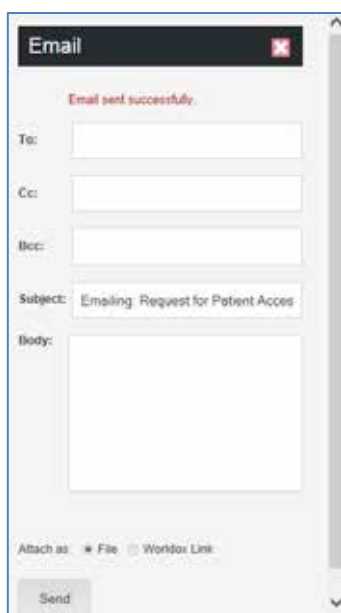 Email
Email sent successfully.
To:
Cc:
Bcc:
Subject: Emailing: Request for Patient Acces
Body:
Attach as: File Worldox Link
Send